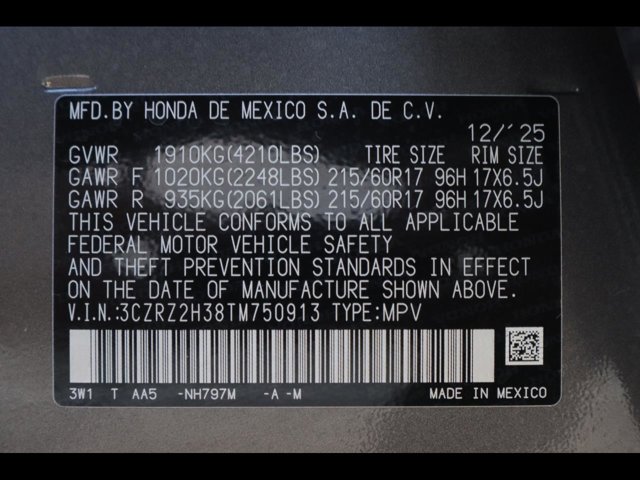 MFD.BY HONDA DE MEXICO S.A. DE C.V.
12/´25
GVWR 1910KG(4210LBS) TIRE SIZE RIM SIZE
GAWR F 1020KG(2248LBS) 215/60R17 96H 17X6.5J
GAWR R 935KG(2061LBS) 215/60R17 96H 17X6.5J
THIS VEHICLE CONFORMS TO ALL APPLICABLE
FEDERAL MOTOR VEHICLE SAFETY
AND THEFT PREVENTION STANDARDS IN EFFECT
ON THE DATE OF MANUFACTURE SHOWN ABOVE.
V.I.N.:3CZRZ2H38TM750913 TYPE:MPV
3W1 T AA5 -NH797M -A -M MADE IN MEXICO